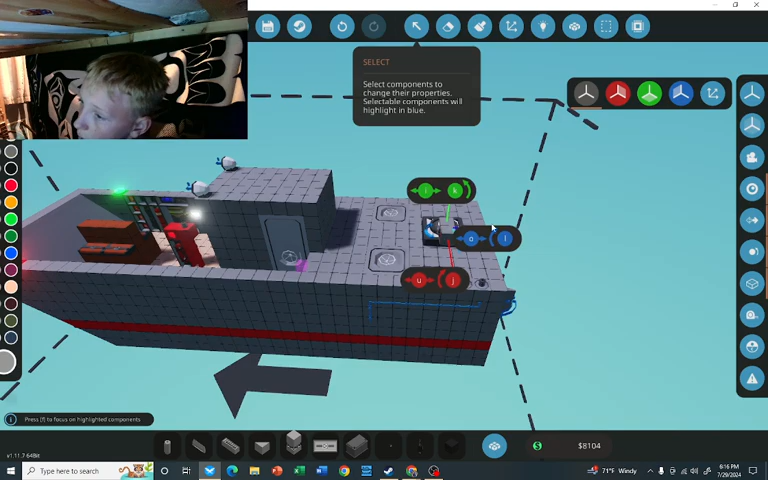 SELECT
Select components to
change their properties.
Selectable components will
highlight in blue.
i k
o l
u j
Press [f] to focus on highlighted components
$ $8104
v1.11.7 64Bit
Type here to search
71°F Windy
6:16 PM
7/29/2024